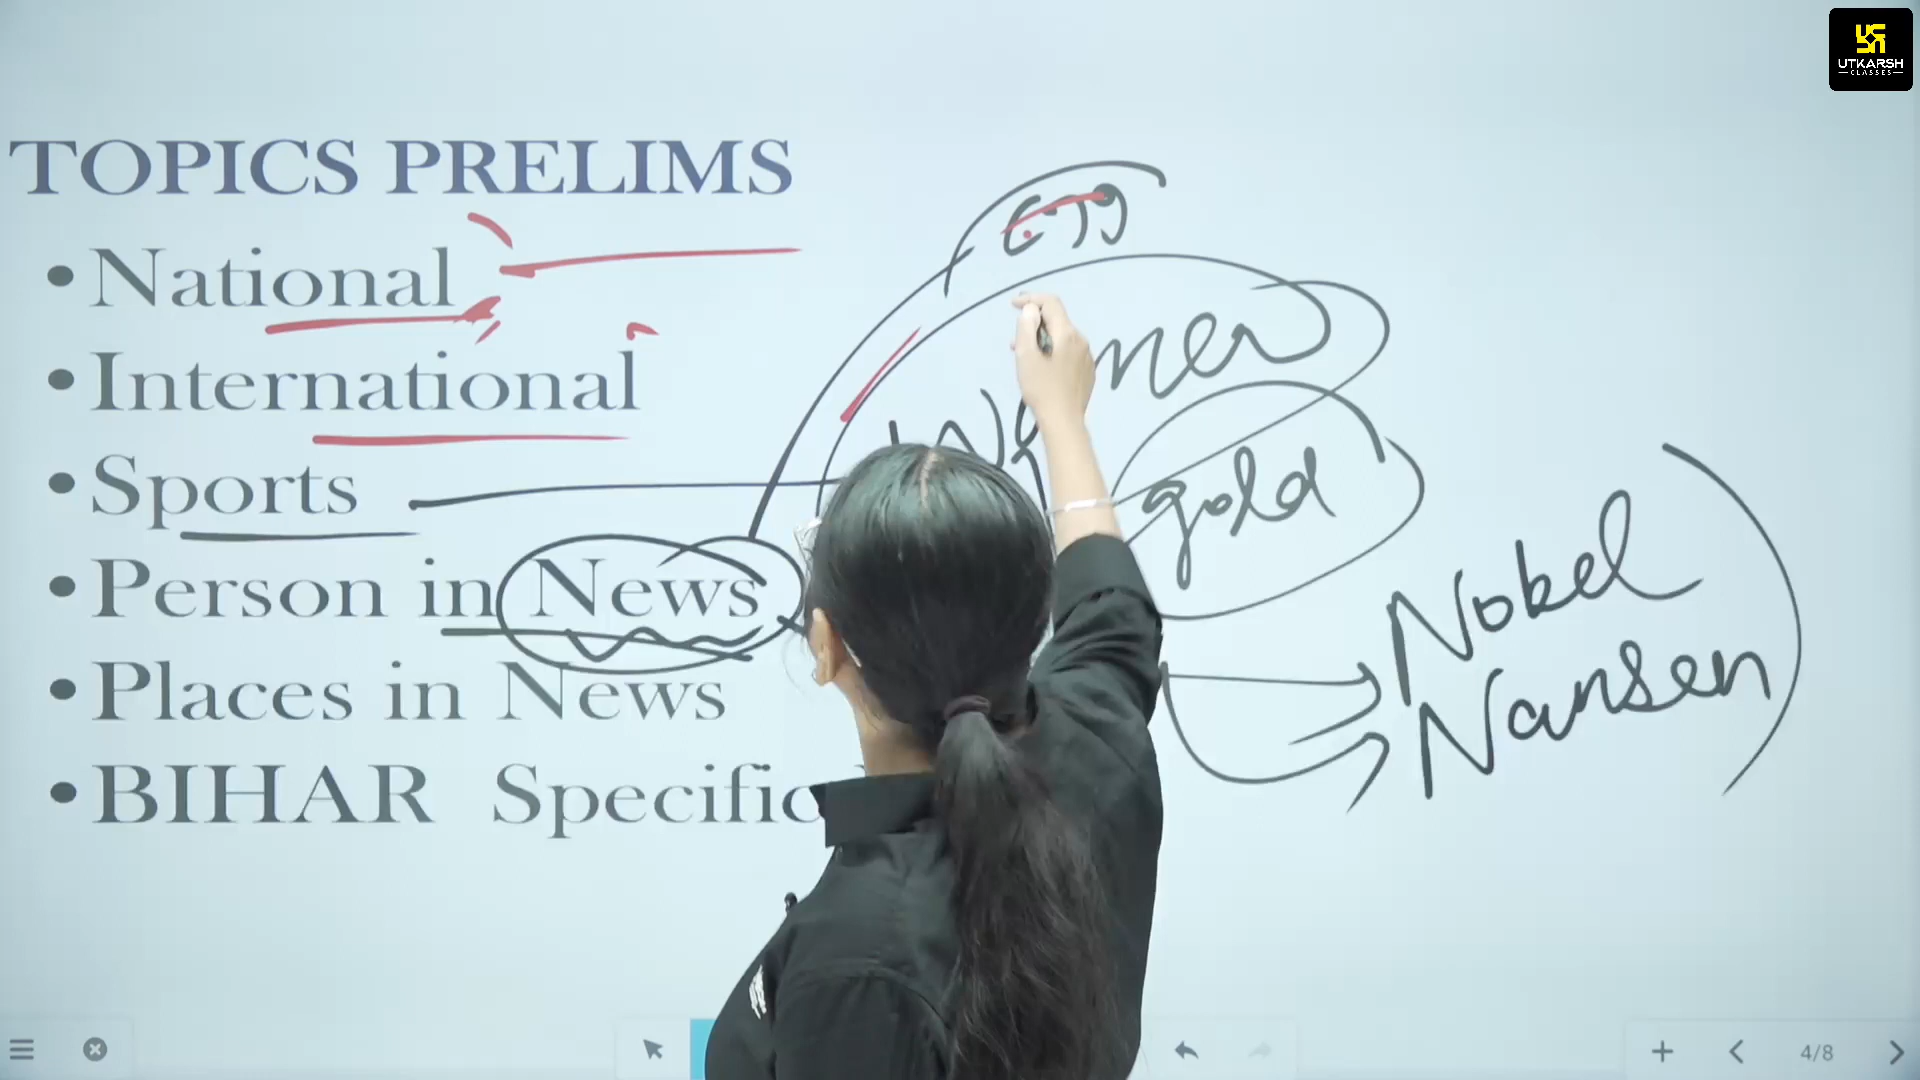 UTKARSH
CLASSES
TOPICS PRELIMS
• National
• International
• Sports
• Person in News
• Places in News
• BIHAR Specific
gold
Nobel
Nansen
4/8